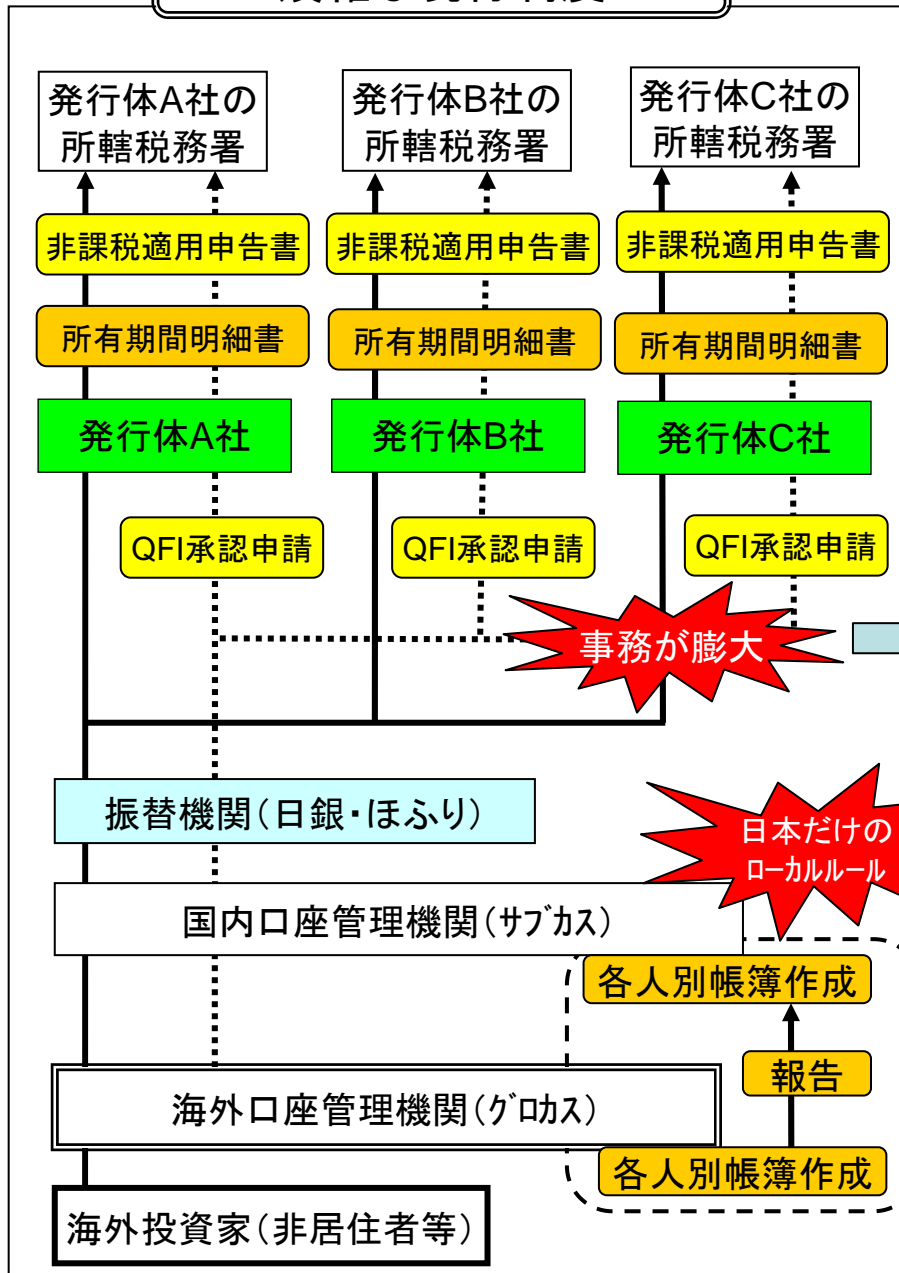 発行体A社の
所轄税務署
発行体B社の
所轄税務署
発行体C社の
所轄税務署
非課税適用申告書
非課税適用申告書
非課税適用申告書
所有期間明細書
所有期間明細書
所有期間明細書
発行体A社
発行体B社
発行体C社
QFI承認申請
QFI承認申請
QFI承認申請
事務が膨大
振替機関（日銀・ほふり）
日本だけの
ﾛｰｶﾙﾙｰﾙ
国内口座管理機関（ｻﾌﾞｶｽ）
各人別帳簿作成
報告
海外口座管理機関（ｸﾞﾛｶｽ）
各人別帳簿作成
海外投資家（非居住者等）